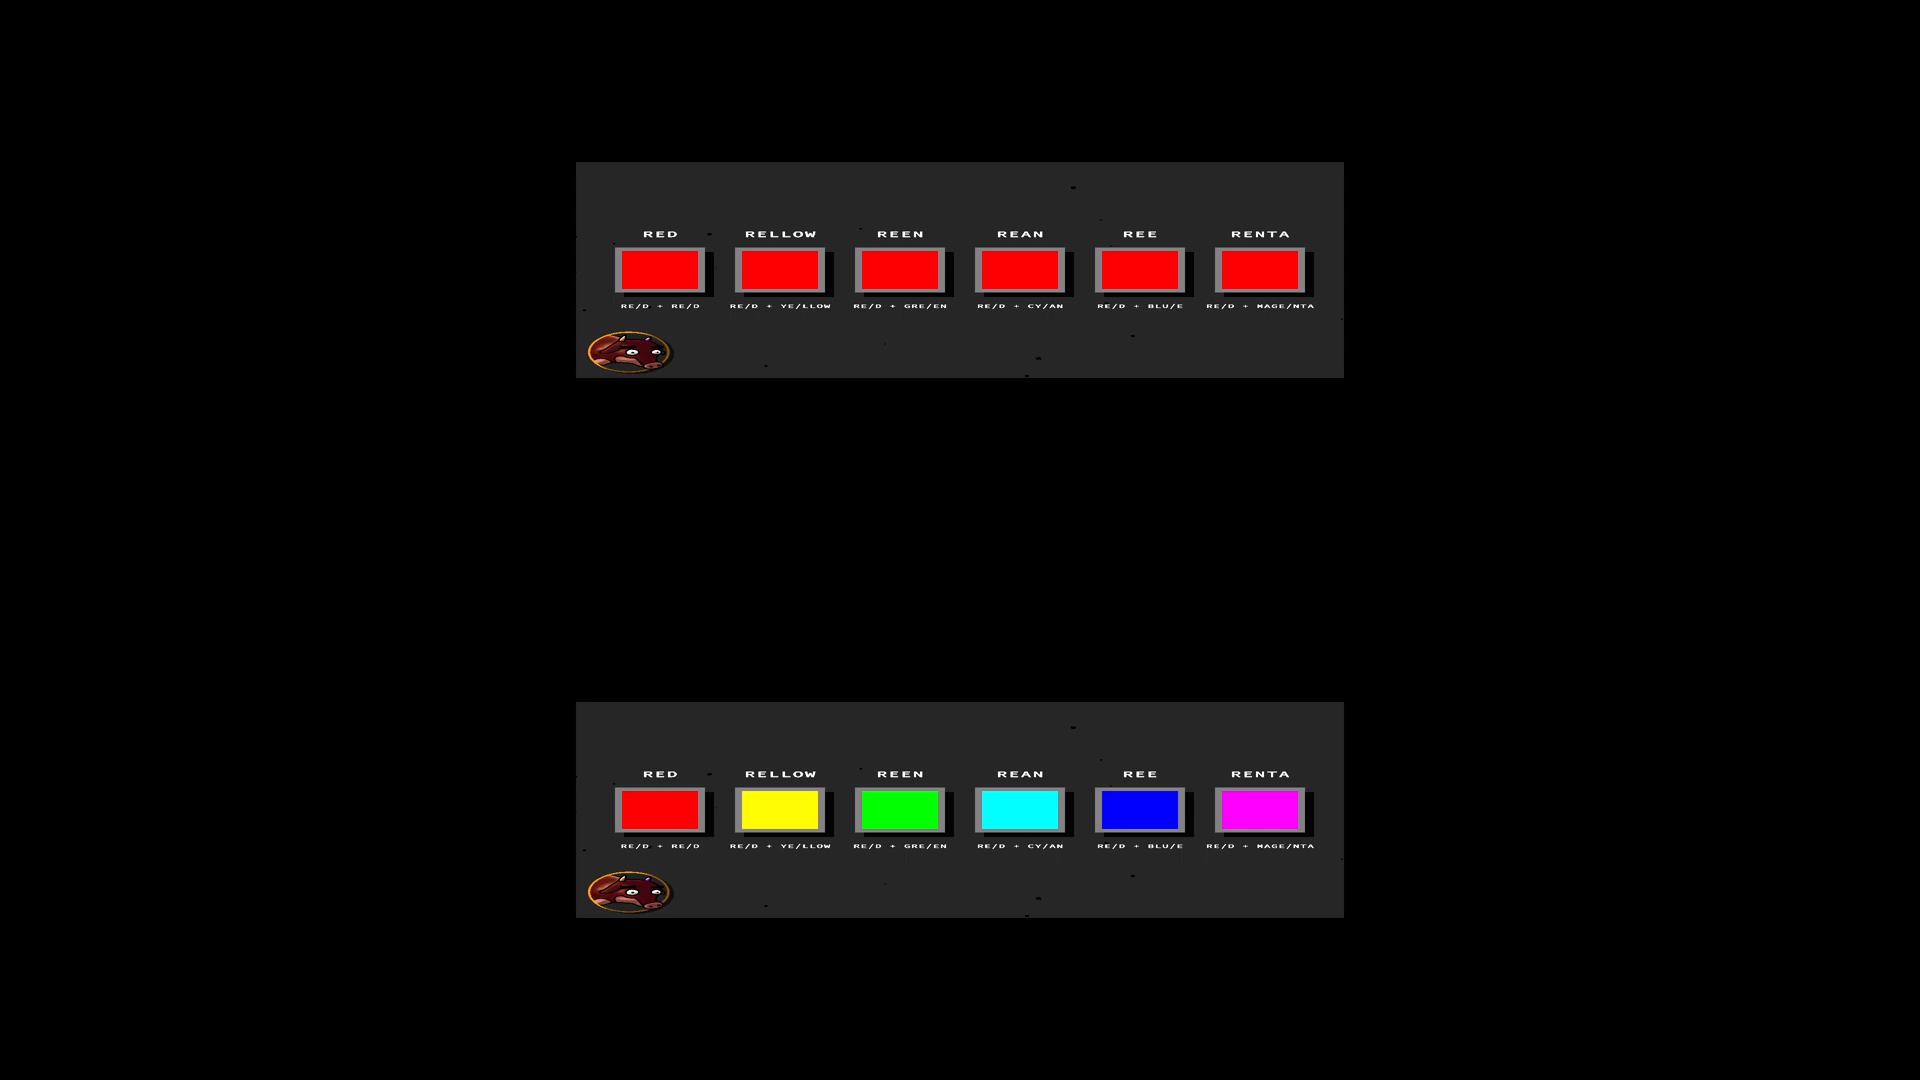 RED RELLOW REEN REAN REE RENTA
RE/D + RE/D RE/D + YE/LLOW RE/D + GRE/EN RE/D + CY/AN RE/D + BLU/E RE/D + MAGE/NTA
RED RELLOW REEN REAN REE RENTA
RE/D + RE/D RE/D + YE/LLOW RE/D + GRE/EN RE/D + CY/AN RE/D + BLU/E RE/D + MAGE/NTA